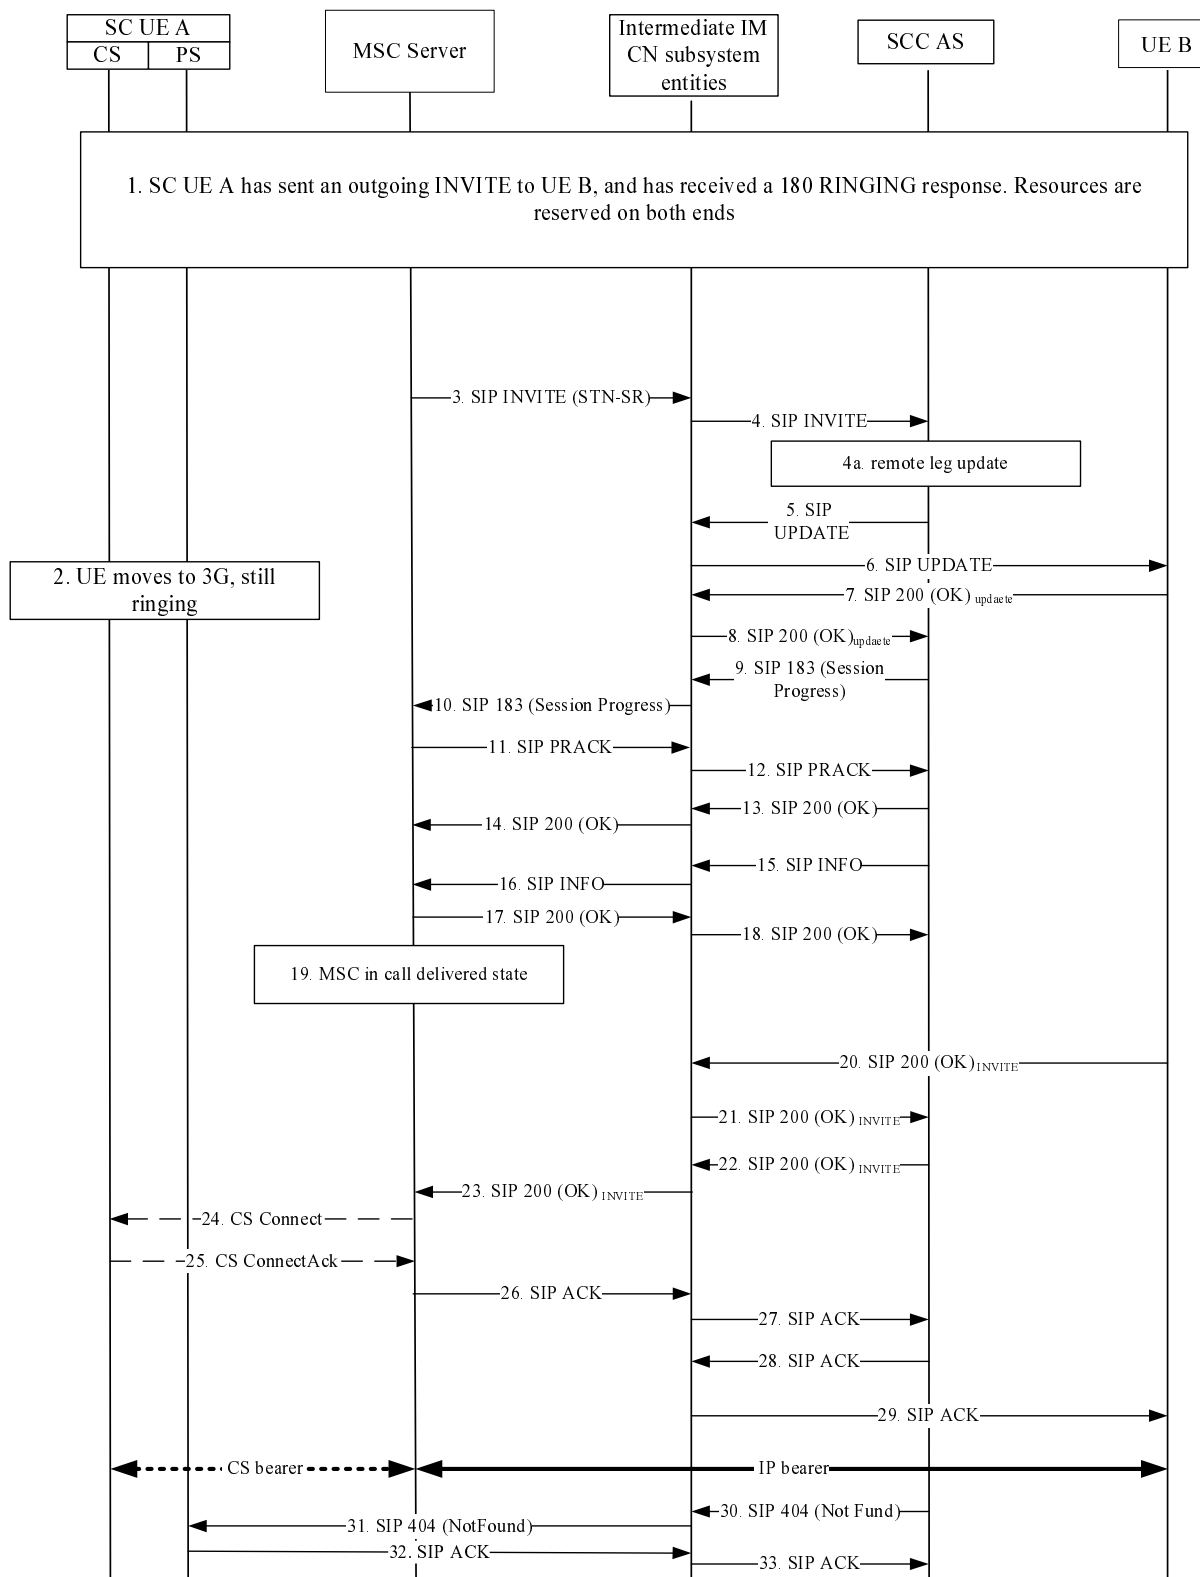 SC UE A
CS
PS
MSC Server
Intermediate IM
CN subsystem
entities
SCC AS
UE B
1. SC UE A has sent an outgoing INVITE to UE B, and has received a 180 RINGING response. Resources are
reserved on both ends
3. SIP INVITE (STN-SR)
4. SIP INVITE
4a. remote leg update
5. SIP
UPDATE
2. UE moves to 3G, still
ringing
6. SIP UPDATE
7. SIP 200 (OK) updaete
8. SIP 200 (OK)updaete
9. SIP 183 (Session
Progress)
10. SIP 183 (Session Progress)
11. SIP PRACK
12. SIP PRACK
13. SIP 200 (OK)
14. SIP 200 (OK)
15. SIP INFO
16. SIP INFO
17. SIP 200 (OK)
18. SIP 200 (OK)
19. MSC in call delivered state
20. SIP 200 (OK)INVITE
21. SIP 200 (OK) INVITE
22. SIP 200 (OK) INVITE
23. SIP 200 (OK) INVITE
24. CS Connect
25. CS ConnectAck
26. SIP ACK
27. SIP ACK
28. SIP ACK
29. SIP ACK
CS bearer
IP bearer
30. SIP 404 (Not Fund)
31. SIP 404 (NotFound)
32. SIP ACK
33. SIP ACK